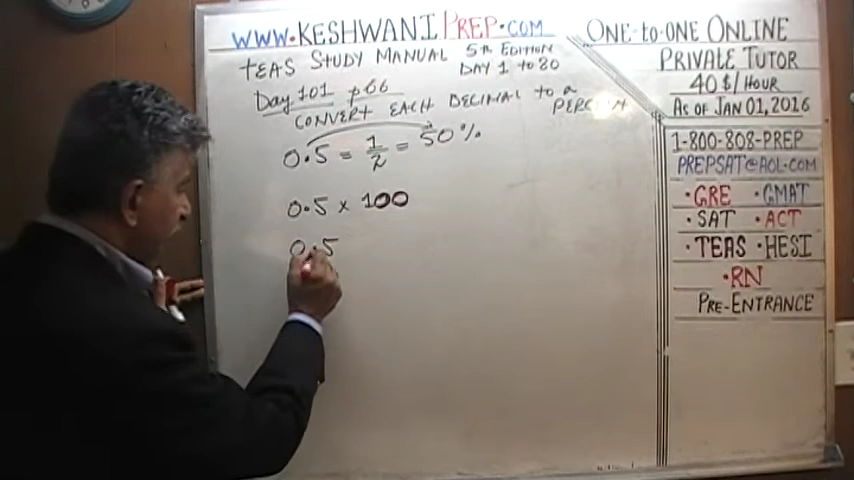 WWW.KESHWANIPREP.COM
TEAS STUDY MANUAL 5TH EDITION
DAY 1 TO 80
Day 101 p66
CONVERT EACH DECIMAL to a
0.5 = 1/2 = 50%
0.5 x 100
0.5
ONE-to-ONE ONLINE
PRIVATE TUTOR
40$/HOUR
AS OF JAN 01, 2016
1-800-808-PREP
PREPSAT@AOL.COM
•GRE •GMAT
•SAT •ACT
•TEAS •HESI
•RN
PRE-ENTRANCE